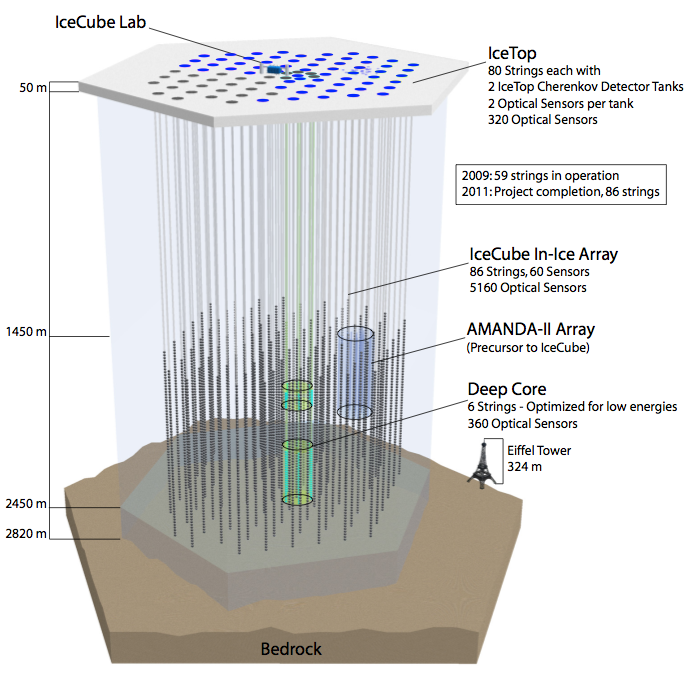 IceCube Lab
IceTop
80 Strings each with
2 IceTop Cherenkov Detector Tanks
2 Optical Sensors per tank
320 Optical Sensors
50 m
2009: 59 strings in operation
2011: Project completion, 86 strings
IceCube In-Ice Array
86 Strings, 60 Sensors
5160 Optical Sensors
1450 m
AMANDA-II Array
(Precursor to IceCube)
Deep Core
6 Strings - Optimized for low energies
360 Optical Sensors
Eiffel Tower
324 m
2450 m
2820 m
Bedrock